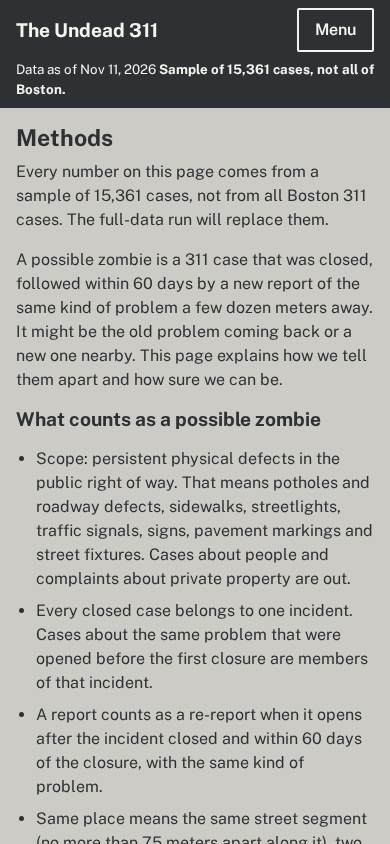 The Undead 311
Menu
Data as of Nov 11, 2026 Sample of 15,361 cases, not all of
Boston.
Methods
Every number on this page comes from a
sample of 15,361 cases, not from all Boston 311
cases. The full-data run will replace them.
A possible zombie is a 311 case that was closed,
followed within 60 days by a new report of the
same kind of problem a few dozen meters away.
It might be the old problem coming back or a
new one nearby. This page explains how we tell
them apart and how sure we can be.
What counts as a possible zombie
• Scope: persistent physical defects in the
public right of way. That means potholes and
roadway defects, sidewalks, streetlights,
traffic signals, signs, pavement markings and
street fixtures. Cases about people and
complaints about private property are out.
• Every closed case belongs to one incident.
Cases about the same problem that were
opened before the first closure are members
of that incident.
• A report counts as a re-report when it opens
after the incident closed and within 60 days
of the closure, with the same kind of
problem.
• Same place means the same street segment
(no more than 75 meters apart along it), two